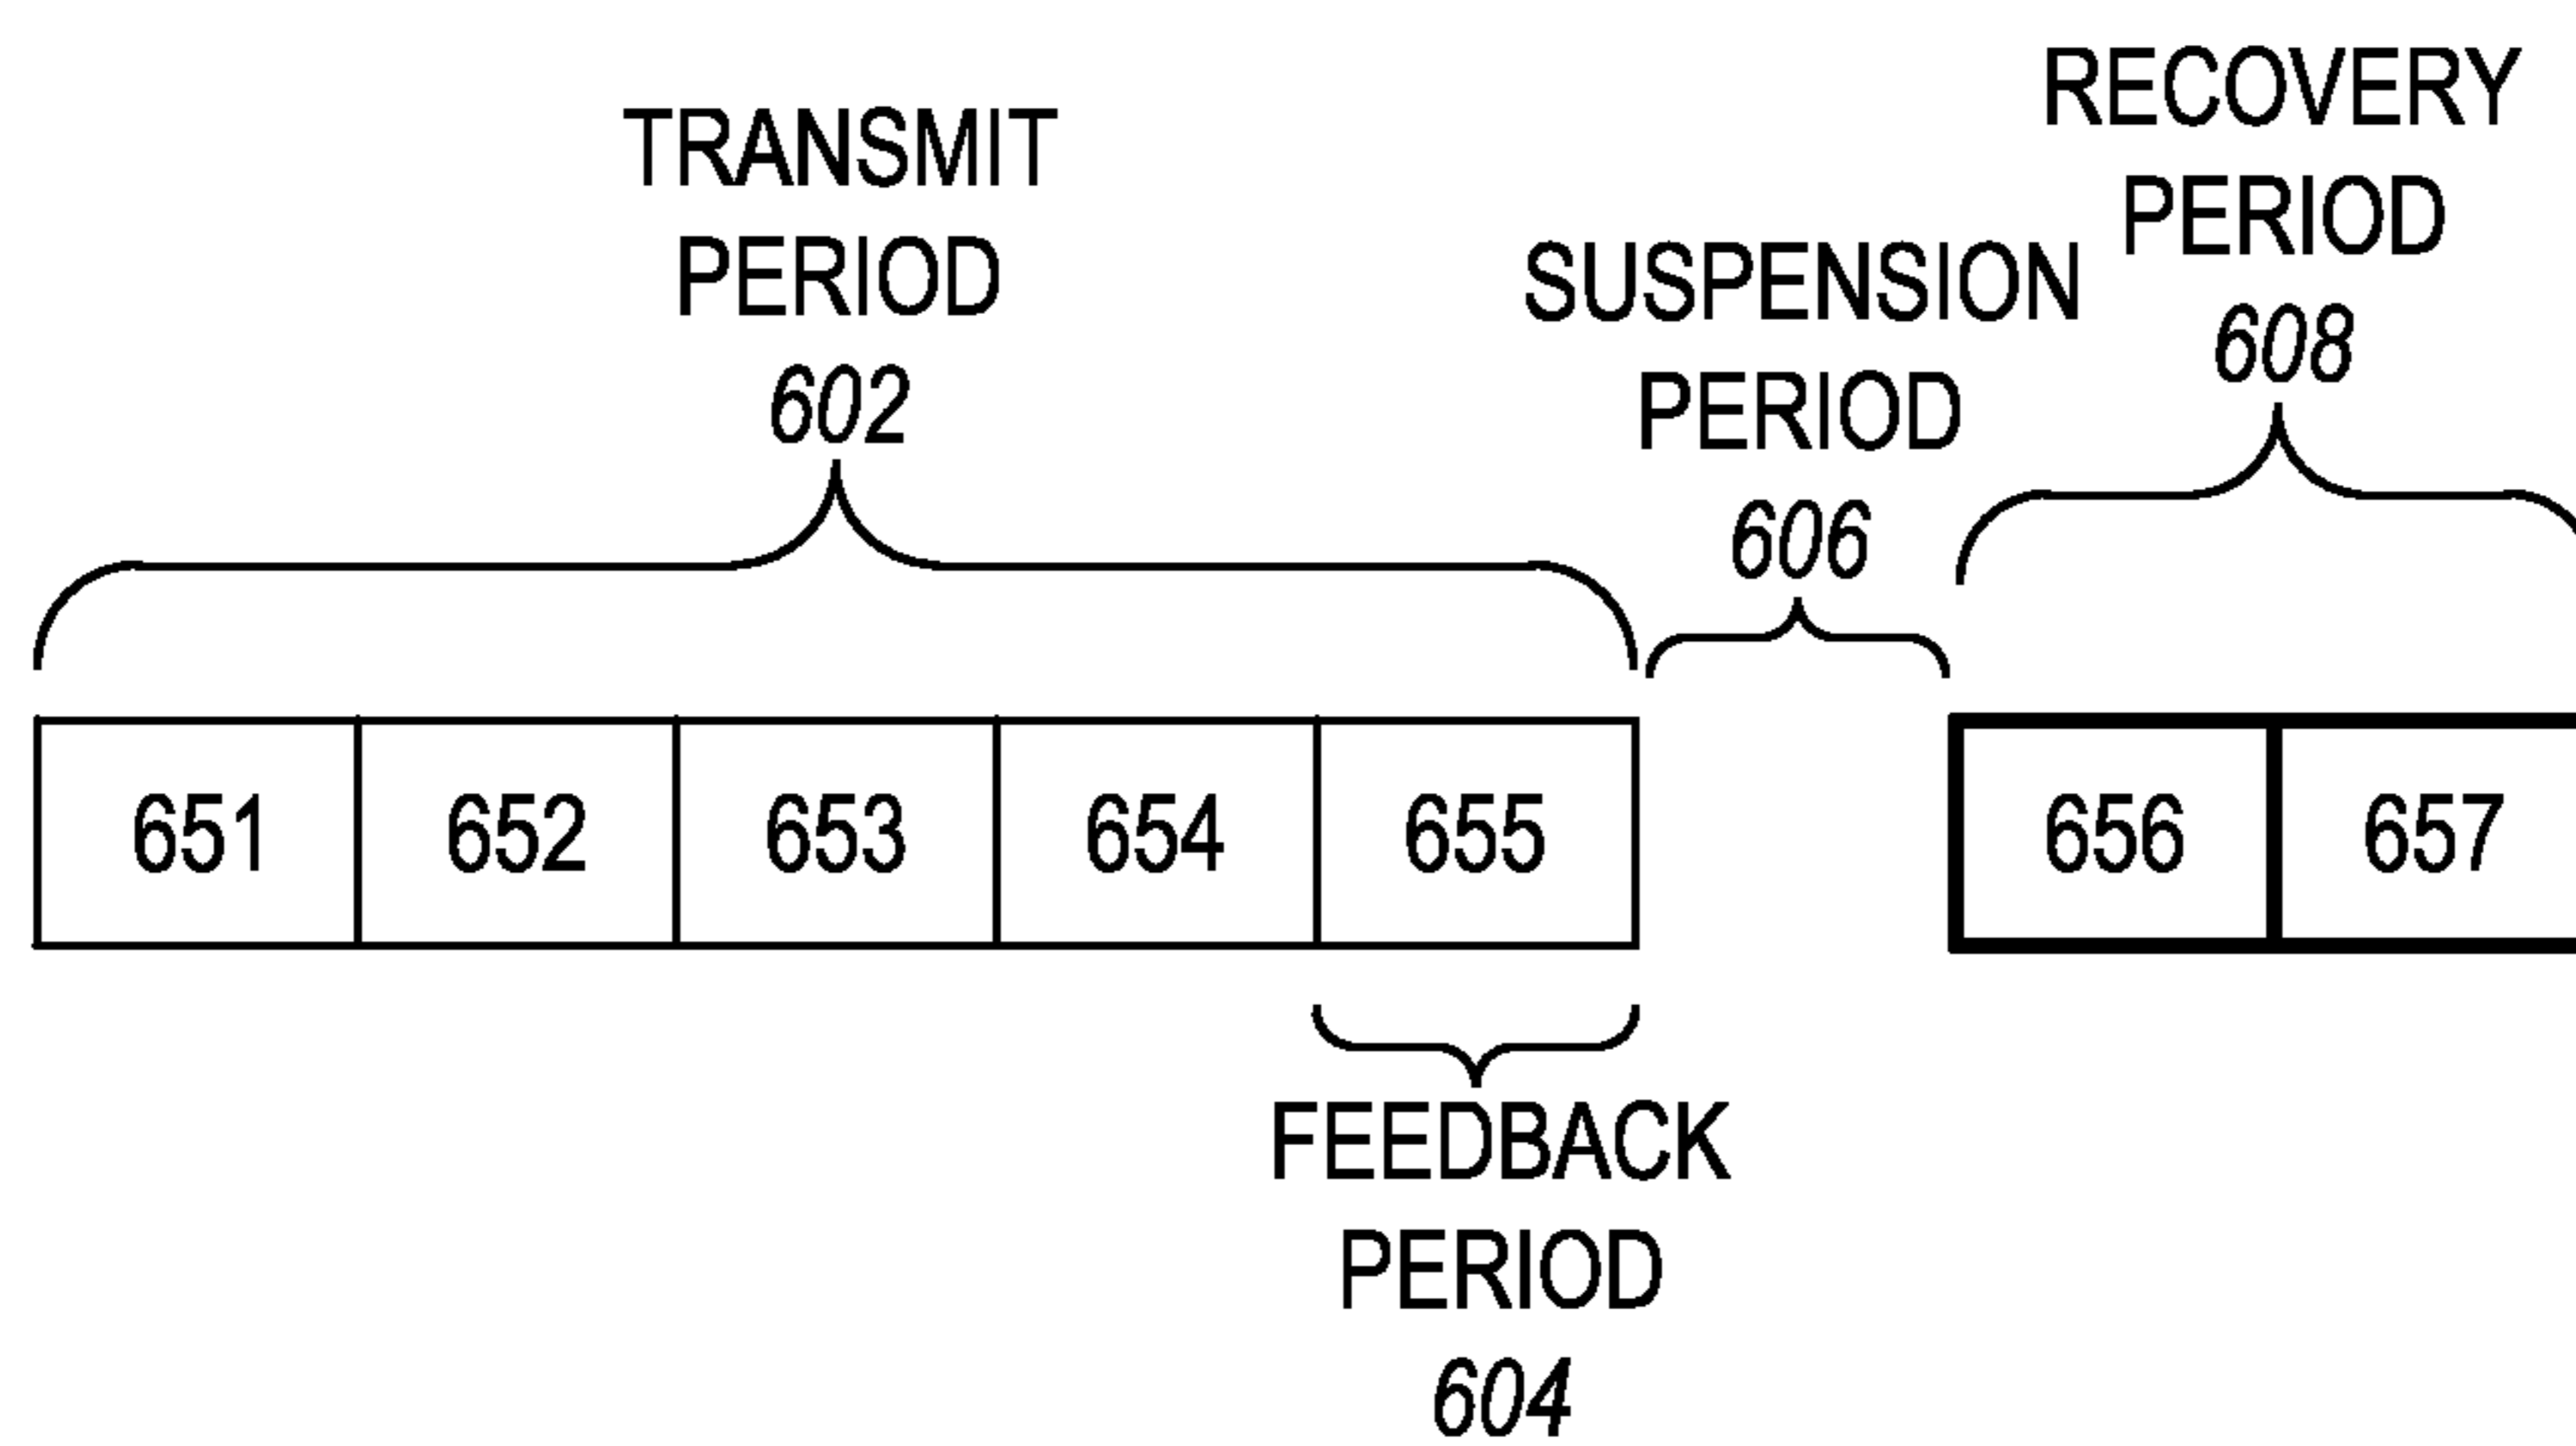 TRANSMIT
PERIOD
602
SUSPENSION
PERIOD
606
RECOVERY
PERIOD
608
651 652 653 654 655 656 657
FEEDBACK
PERIOD
604